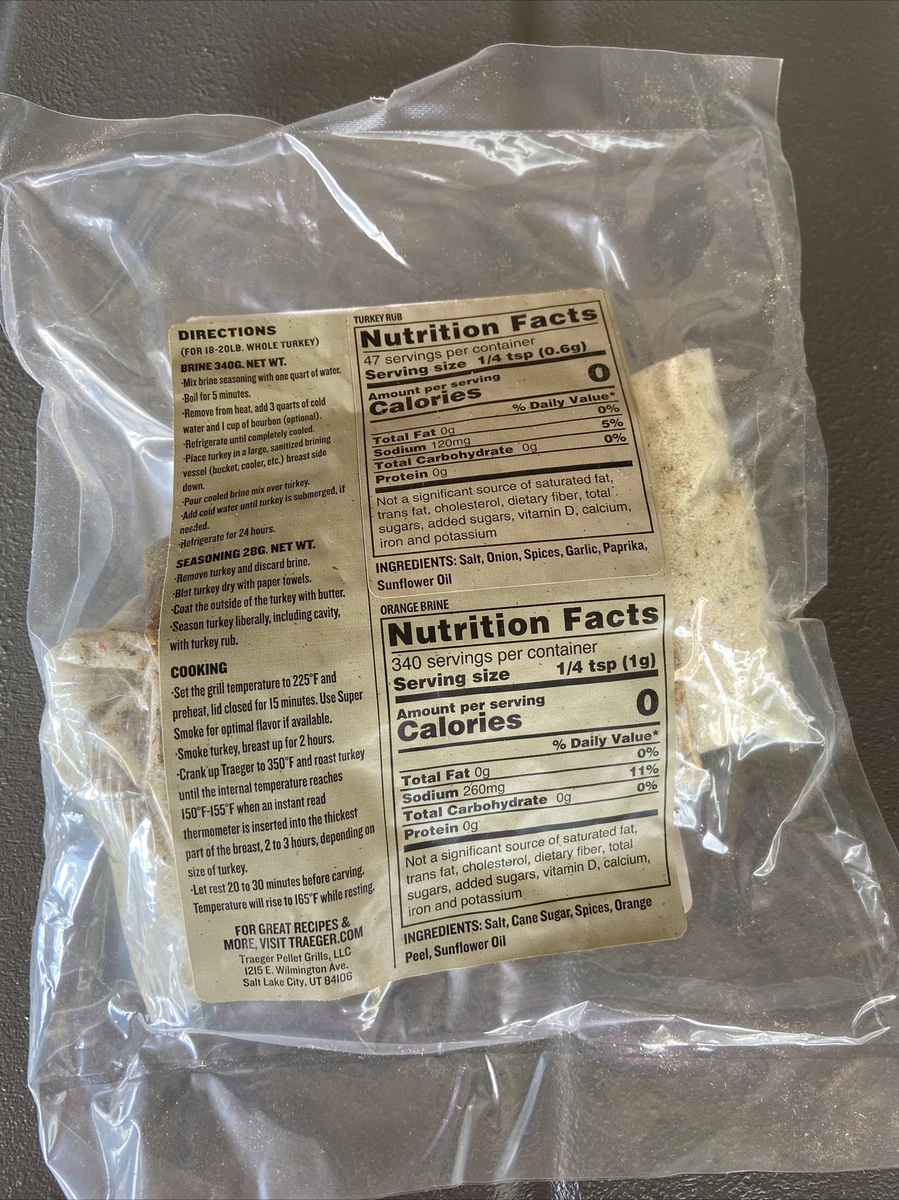 DIRECTIONS
(FOR 18-20LB. WHOLE TURKEY)
BRINE 340G. NET WT.
·Mix brine seasoning with one quart of water.
·Boil for 5 minutes.
·Remove from heat, add 3 quarts of cold
water and 1 cup of bourbon (optional).
·Refrigerate until completely cooled.
·Place turkey in a large, sanitized brining
vessel (bucket, cooler, etc.) breast side
down.
·Pour cooled brine mix over turkey.
·Add cold water until turkey is submerged, if
needed.
·Refrigerate for 24 hours.
SEASONING 28G. NET WT.
·Remove turkey and discard brine.
·Blot turkey dry with paper towels.
·Coat the outside of the turkey with butter.
·Season turkey liberally, including cavity,
with turkey rub.
COOKING
·Set the grill temperature to 225°F and
preheat, lid closed for 15 minutes. Use Super
Smoke for optimal flavor if available.
·Smoke turkey, breast up for 2 hours.
·Crank up Traeger to 350°F and roast turkey
until the internal temperature reaches
150°F-155°F when an instant read
thermometer is inserted into the thickest
part of the breast, 2 to 3 hours, depending on
size of turkey.
·Let rest 20 to 30 minutes before carving.
Temperature will rise to 165°F while resting.
FOR GREAT RECIPES &
MORE, VISIT TRAEGER.COM
Traeger Pellet Grills, LLC
1215 E. Wilmington Ave.
Salt Lake City, UT 84106
TURKEY RUB
Nutrition Facts
47 servings per container
Serving size 1/4 tsp (0.6g)
Amount per serving
Calories 0
% Daily Value*
Total Fat 0g 0%
Sodium 120mg 5%
Total Carbohydrate 0g 0%
Protein 0g
Not a significant source of saturated fat,
trans fat, cholesterol, dietary fiber, total
sugars, added sugars, vitamin D, calcium,
iron and potassium
INGREDIENTS: Salt, Onion, Spices, Garlic, Paprika,
Sunflower Oil
ORANGE BRINE
Nutrition Facts
340 servings per container
Serving size 1/4 tsp (1g)
Amount per serving
Calories 0
% Daily Value*
Total Fat 0g 0%
Sodium 260mg 11%
Total Carbohydrate 0g 0%
Protein 0g
Not a significant source of saturated fat,
trans fat, cholesterol, dietary fiber, total
sugars, added sugars, vitamin D, calcium,
iron and potassium
INGREDIENTS: Salt, Cane Sugar, Spices, Orange
Peel, Sunflower Oil